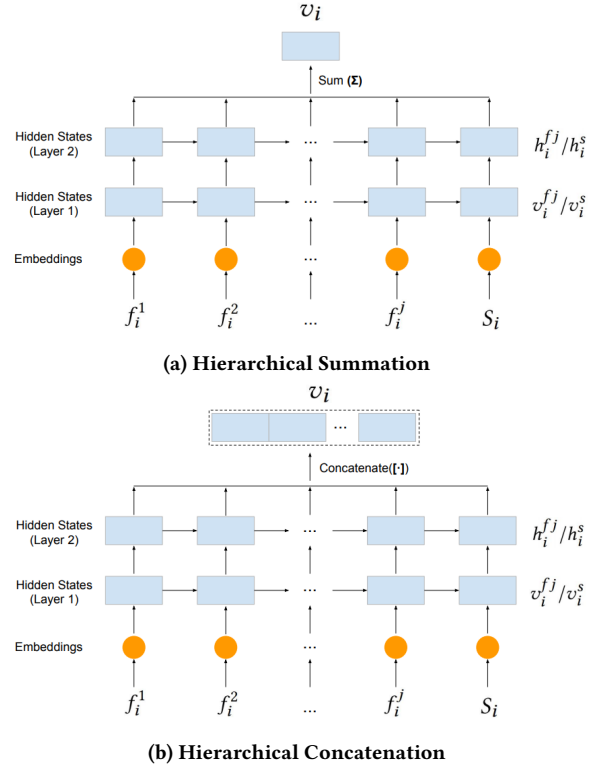 v_i
Sum (Σ)
Hidden States
(Layer 2)
...
h_i^{fj}/h_i^s
Hidden States
(Layer 1)
...
v_i^{fj}/v_i^s
Embeddings
...
f_i^1 f_i^2 ... f_i^j S_i
(a) Hierarchical Summation
v_i
...
Concatenate([·])
Hidden States
(Layer 2)
...
h_i^{fj}/h_i^s
Hidden States
(Layer 1)
...
v_i^{fj}/v_i^s
Embeddings
...
f_i^1 f_i^2 ... f_i^j S_i
(b) Hierarchical Concatenation